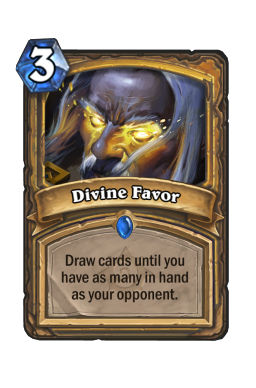 3
Divine Favor
Draw cards until you
have as many in hand
as your opponent.